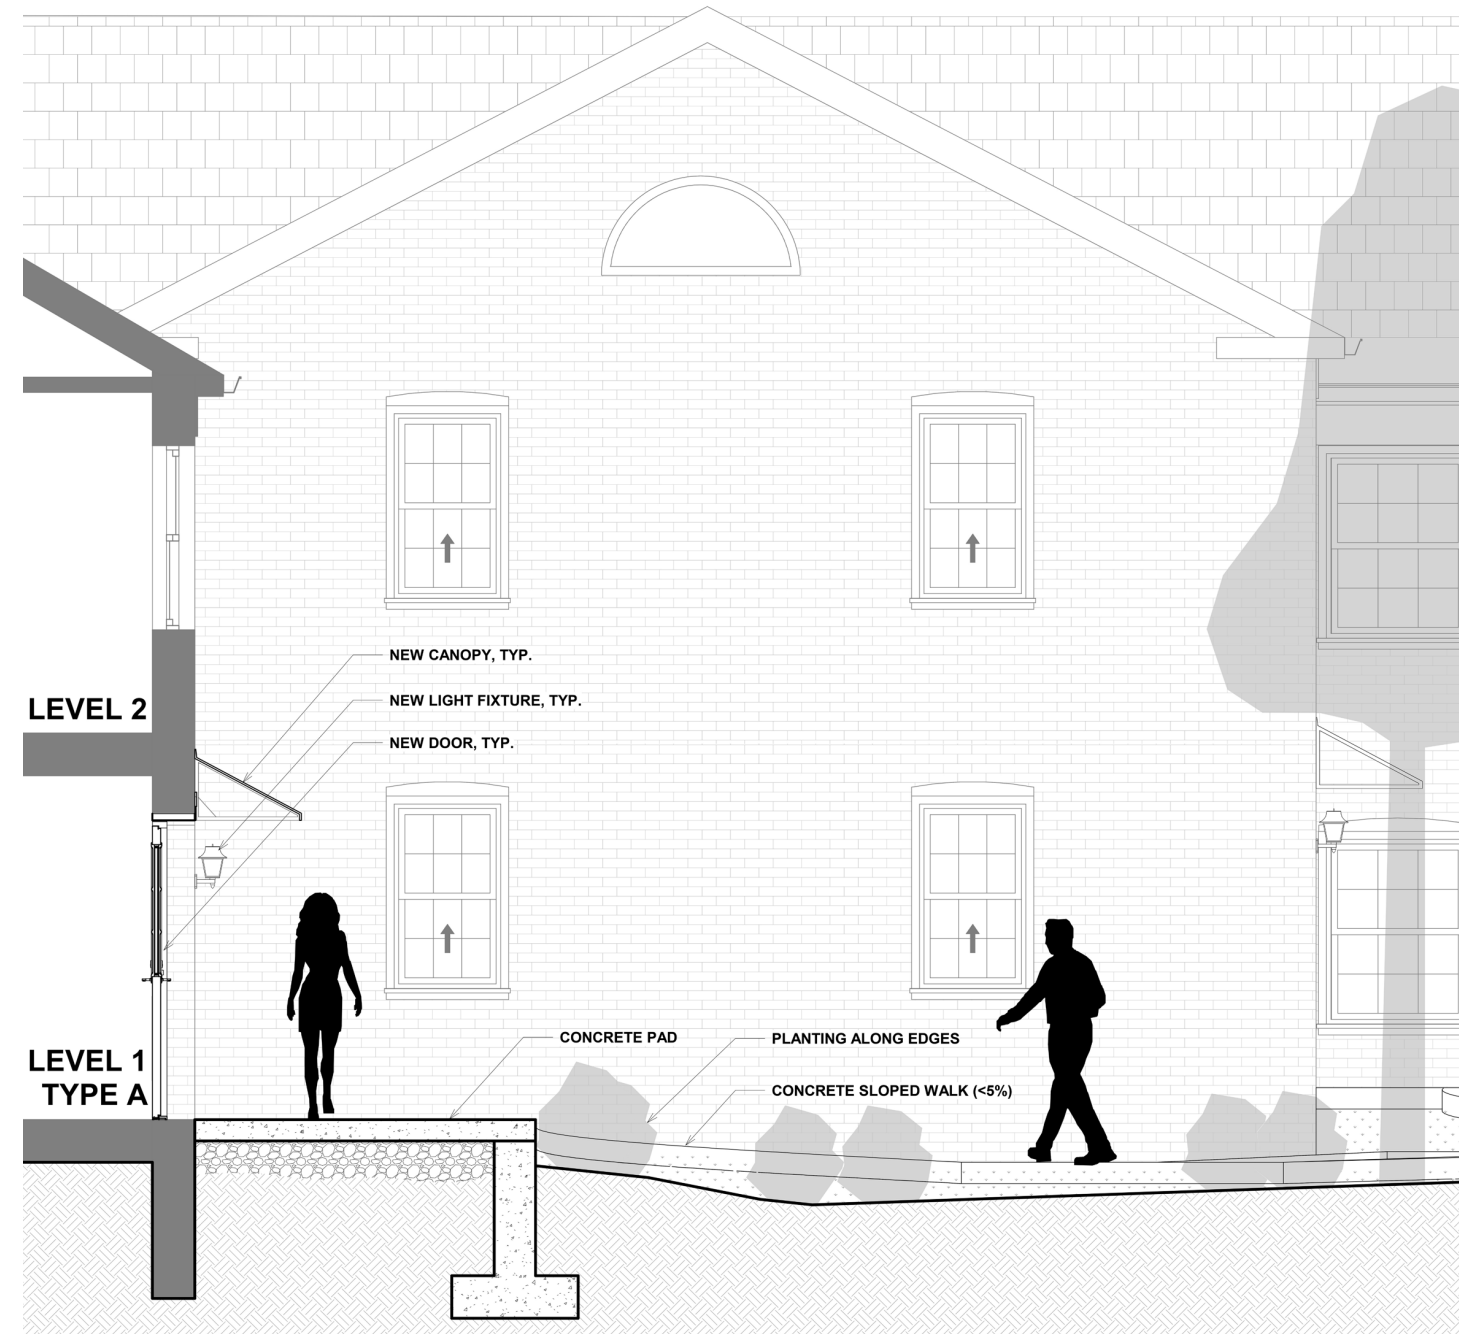 NEW CANOPY, TYP.
NEW LIGHT FIXTURE, TYP.
LEVEL 2
NEW DOOR, TYP.
CONCRETE PAD
PLANTING ALONG EDGES
LEVEL 1
TYPE A
CONCRETE SLOPED WALK (<5%)